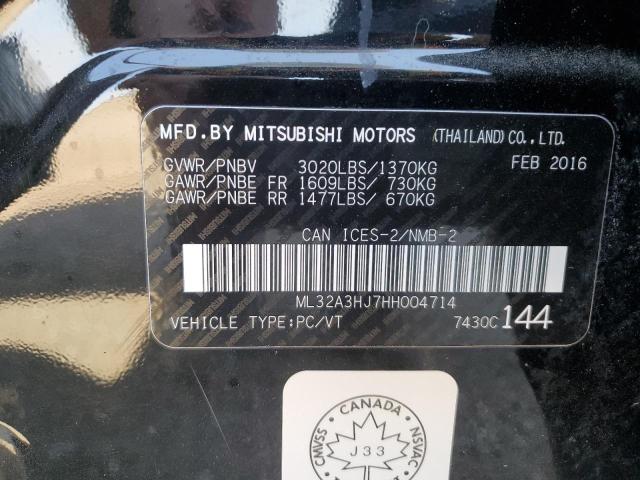 MFD.BY MITSUBISHI MOTORS (THAILAND)CO.,LTD.
GVWR/PNBV 3020LBS/1370KG FEB 2016
GAWR/PNBE FR 1609LBS/ 730KG
GAWR/PNBE RR 1477LBS/ 670KG
CAN ICES-2/NMB-2
ML32A3HJ7HH004714
VEHICLE TYPE:PC/VT 7430C 144
CANADA
CMVSS
NSVAC
J33